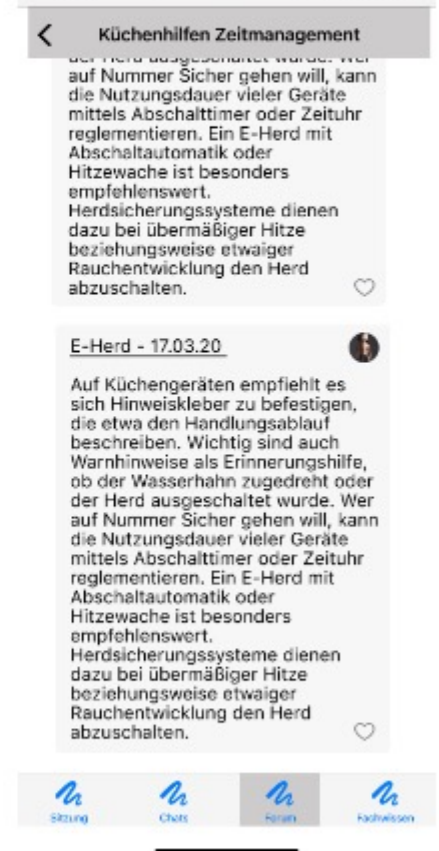 Küchenhilfen Zeitmanagement
der Herd ausgeschaltet wurde. Wer
auf Nummer Sicher gehen will, kann
die Nutzungsdauer vieler Geräte
mittels Abschalttimer oder Zeituhr
reglementieren. Ein E-Herd mit
Abschaltautomatik oder
Hitzewache ist besonders
empfehlenswert.
Herdsicherungssysteme dienen
dazu bei übermäßiger Hitze
beziehungsweise etwaiger
Rauchentwicklung den Herd
abzuschalten.
E-Herd - 17.03.20
Auf Küchengeräten empfiehlt es
sich Hinweiskleber zu befestigen,
die etwa den Handlungsablauf
beschreiben. Wichtig sind auch
Warnhinweise als Erinnerungshilfe,
ob der Wasserhahn zugedreht oder
der Herd ausgeschaltet wurde. Wer
auf Nummer Sicher gehen will, kann
die Nutzungsdauer vieler Geräte
mittels Abschalttimer oder Zeituhr
reglementieren. Ein E-Herd mit
Abschaltautomatik oder
Hitzewache ist besonders
empfehlenswert.
Herdsicherungssysteme dienen
dazu bei übermäßiger Hitze
beziehungsweise etwaiger
Rauchentwicklung den Herd
abzuschalten.
Sitzung
Chats
Forum
Fachwissen